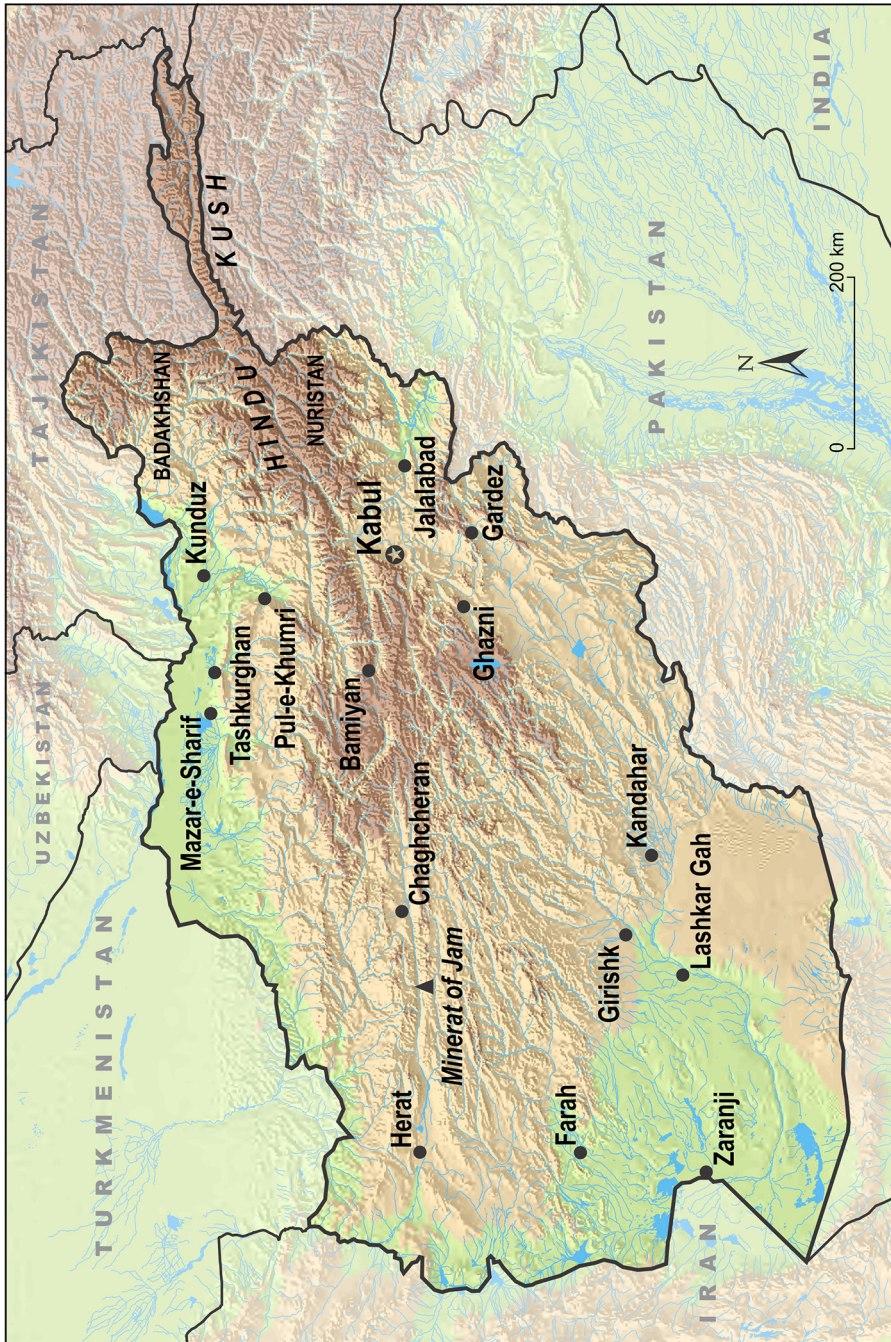 TAJIKISTAN
UZBEKISTAN
TURKMENISTAN
IRAN
PAKISTAN
INDIA
BADAKHSHAN
HINDU KUSH
NURISTAN
Kunduz
Mazar-e-Sharif
Tashkurghan
Pul-e-Khumri
Bamiyan
Kabul
Jalalabad
Gardez
Ghazni
Chaghcheran
Minerat of Jam
Herat
Farah
Girishk
Kandahar
Lashkar Gah
Zaranji
N
0 200 km